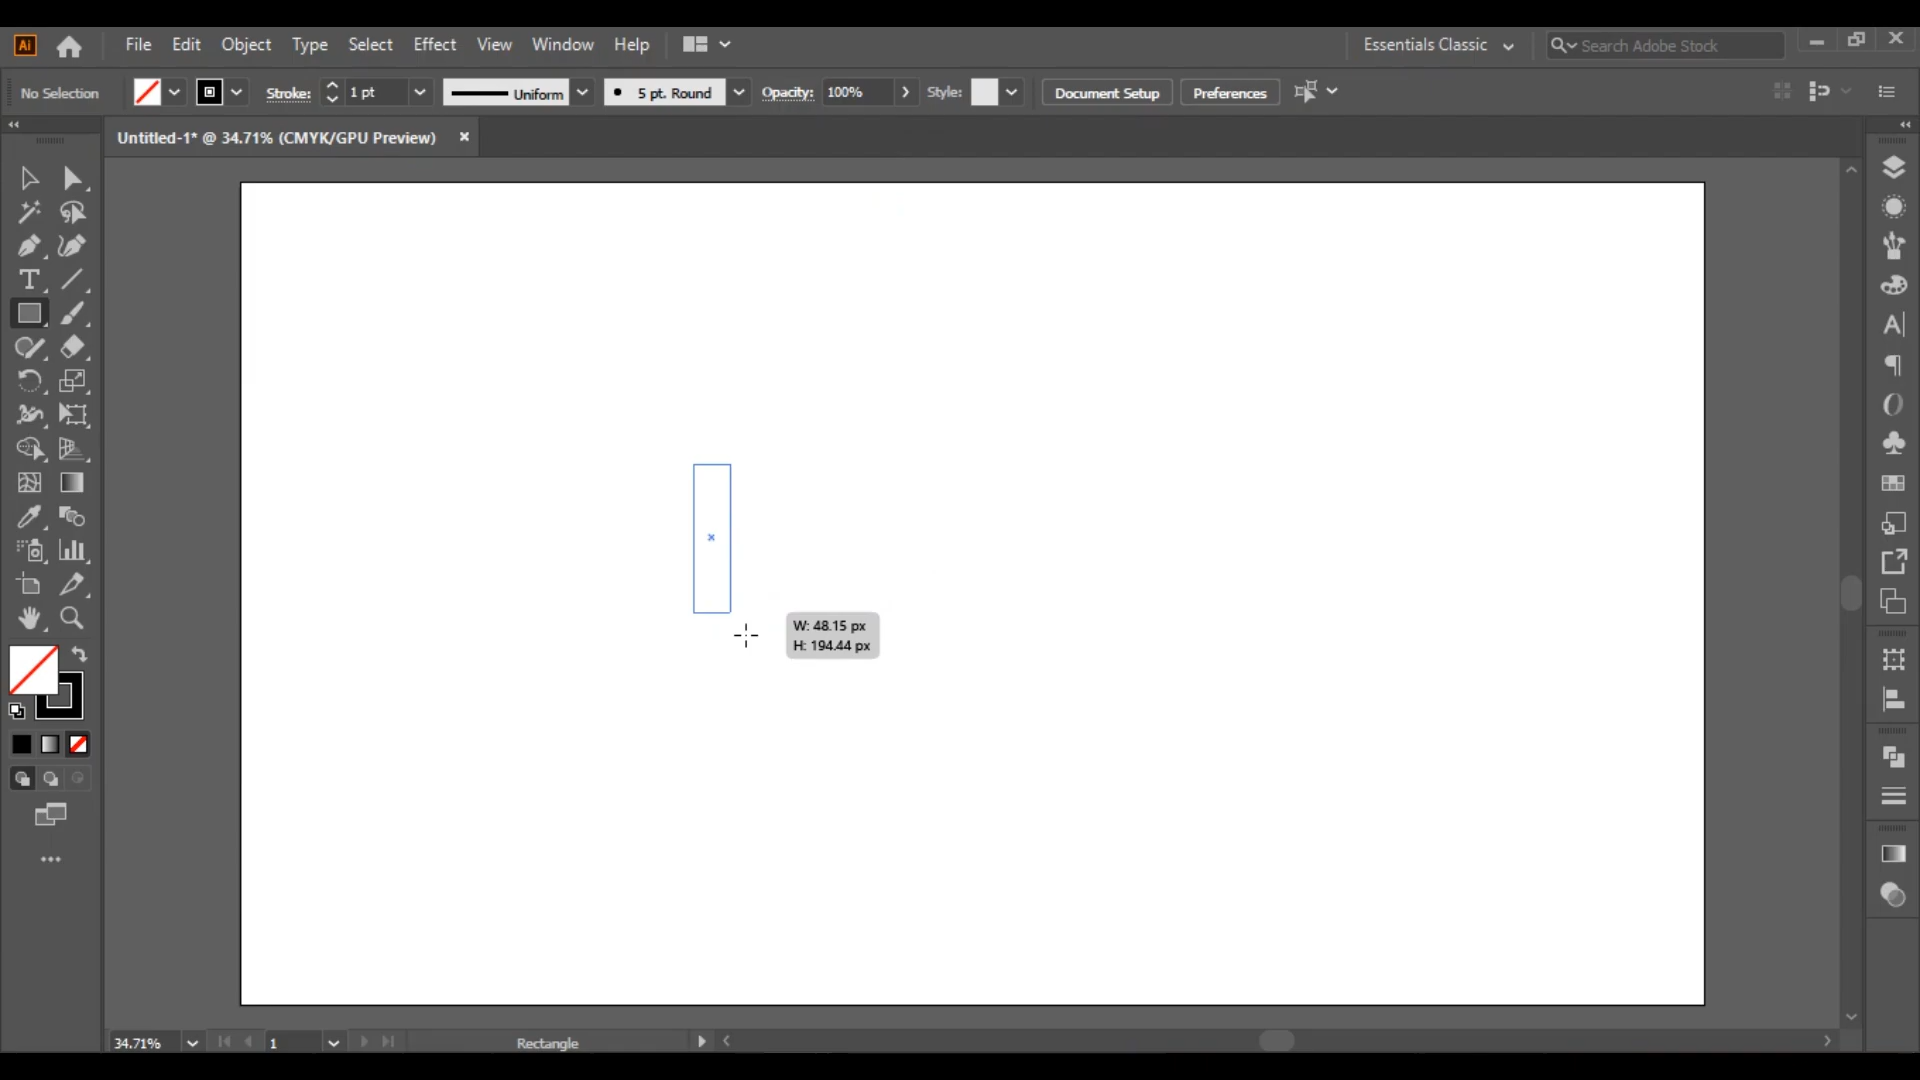 Ai File Edit Object Type Select Effect View Window Help Essentials Classic Search Adobe Stock
No Selection Stroke: 1 pt Uniform 5 pt. Round Opacity: 100% Style: Document Setup Preferences
Untitled-1* @ 34.71% (CMYK/GPU Preview)
W: 48.15 px
H: 194.44 px
34.71% 1 Rectangle